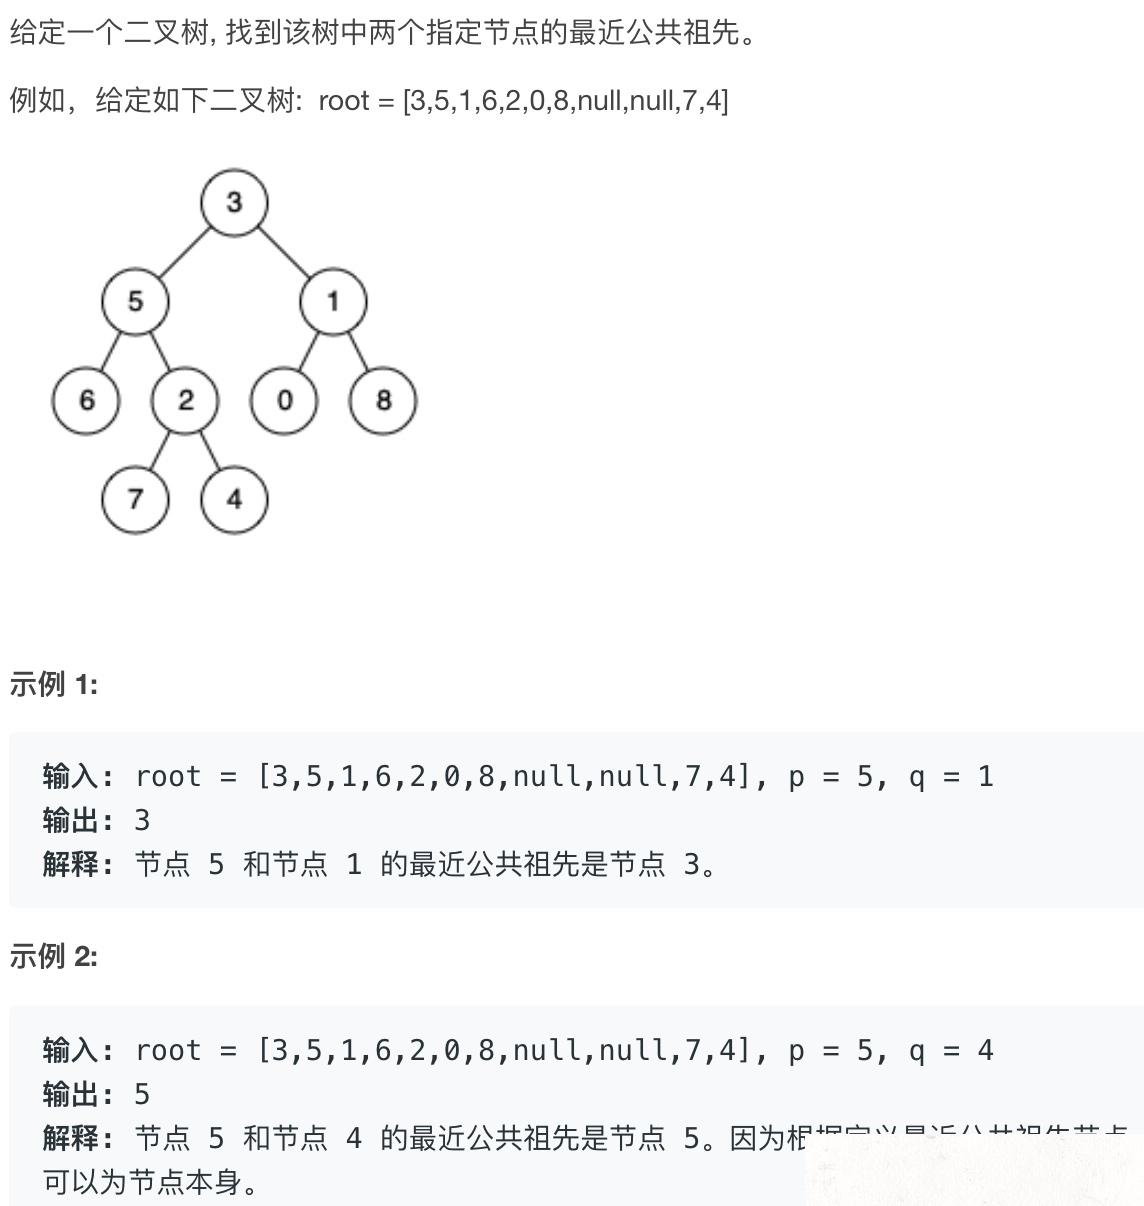 给定一个二叉树, 找到该树中两个指定节点的最近公共祖先。
例如，给定如下二叉树: root = [3,5,1,6,2,0,8,null,null,7,4]
3
5 1
6 2 0 8
7 4
示例 1:
输入: root = [3,5,1,6,2,0,8,null,null,7,4], p = 5, q = 1
输出: 3
解释: 节点 5 和节点 1 的最近公共祖先是节点 3。
示例 2:
输入: root = [3,5,1,6,2,0,8,null,null,7,4], p = 5, q = 4
输出: 5
解释: 节点 5 和节点 4 的最近公共祖先是节点 5。因为根
可以为节点本身。